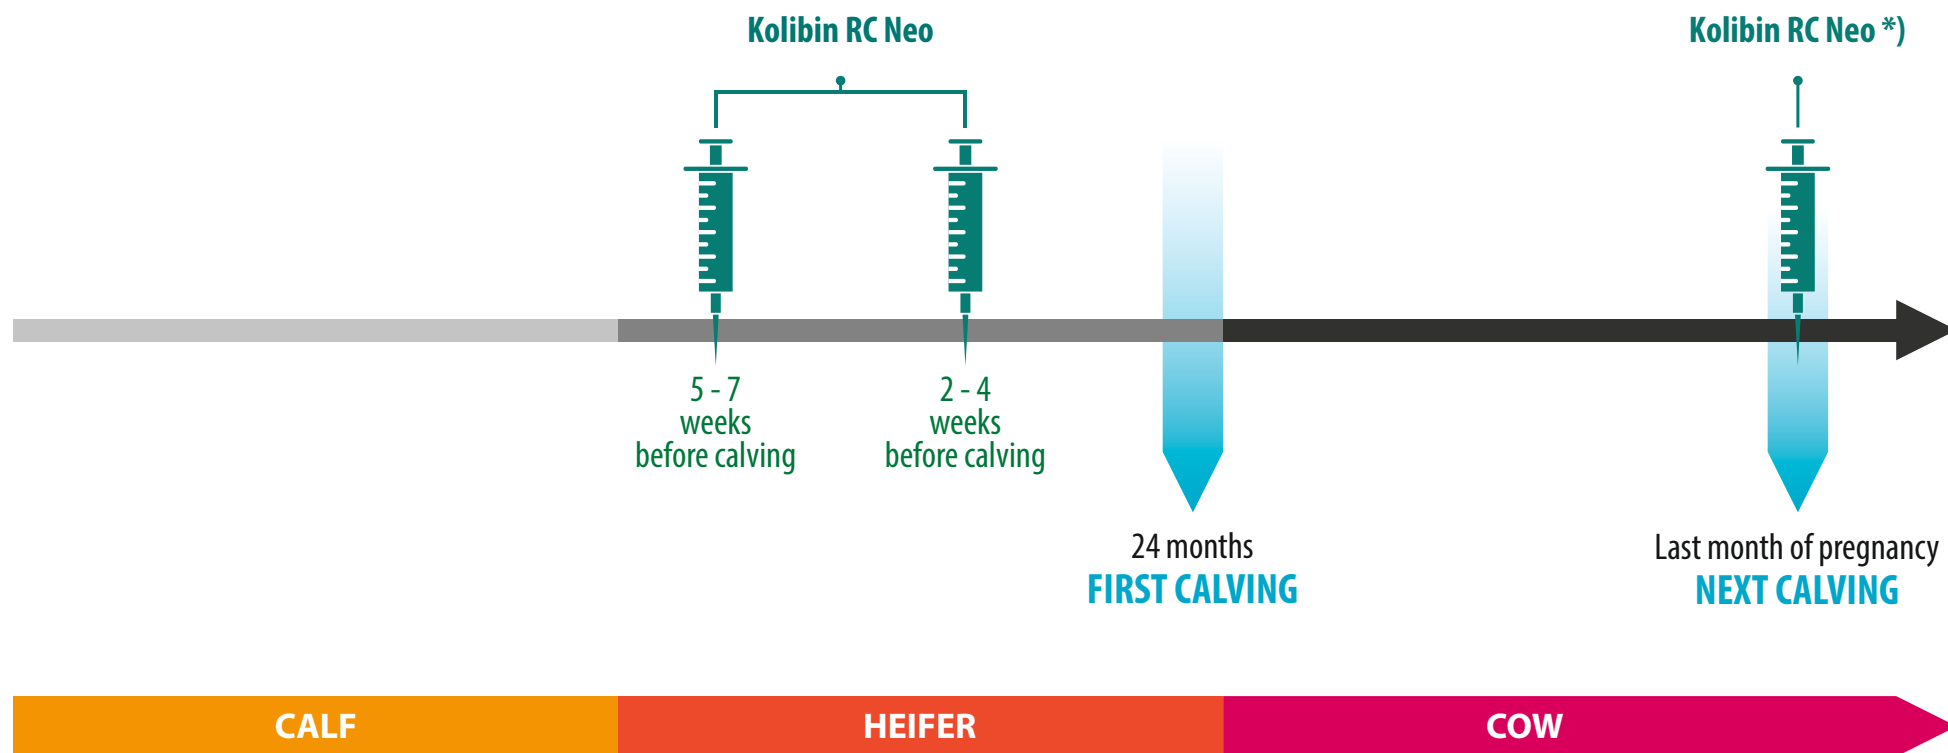 Kolibin RC Neo
Kolibin RC Neo *)
5 - 7
weeks
before calving
2 - 4
weeks
before calving
24 months
FIRST CALVING
Last month of pregnancy
NEXT CALVING
CALF
HEIFER
COW